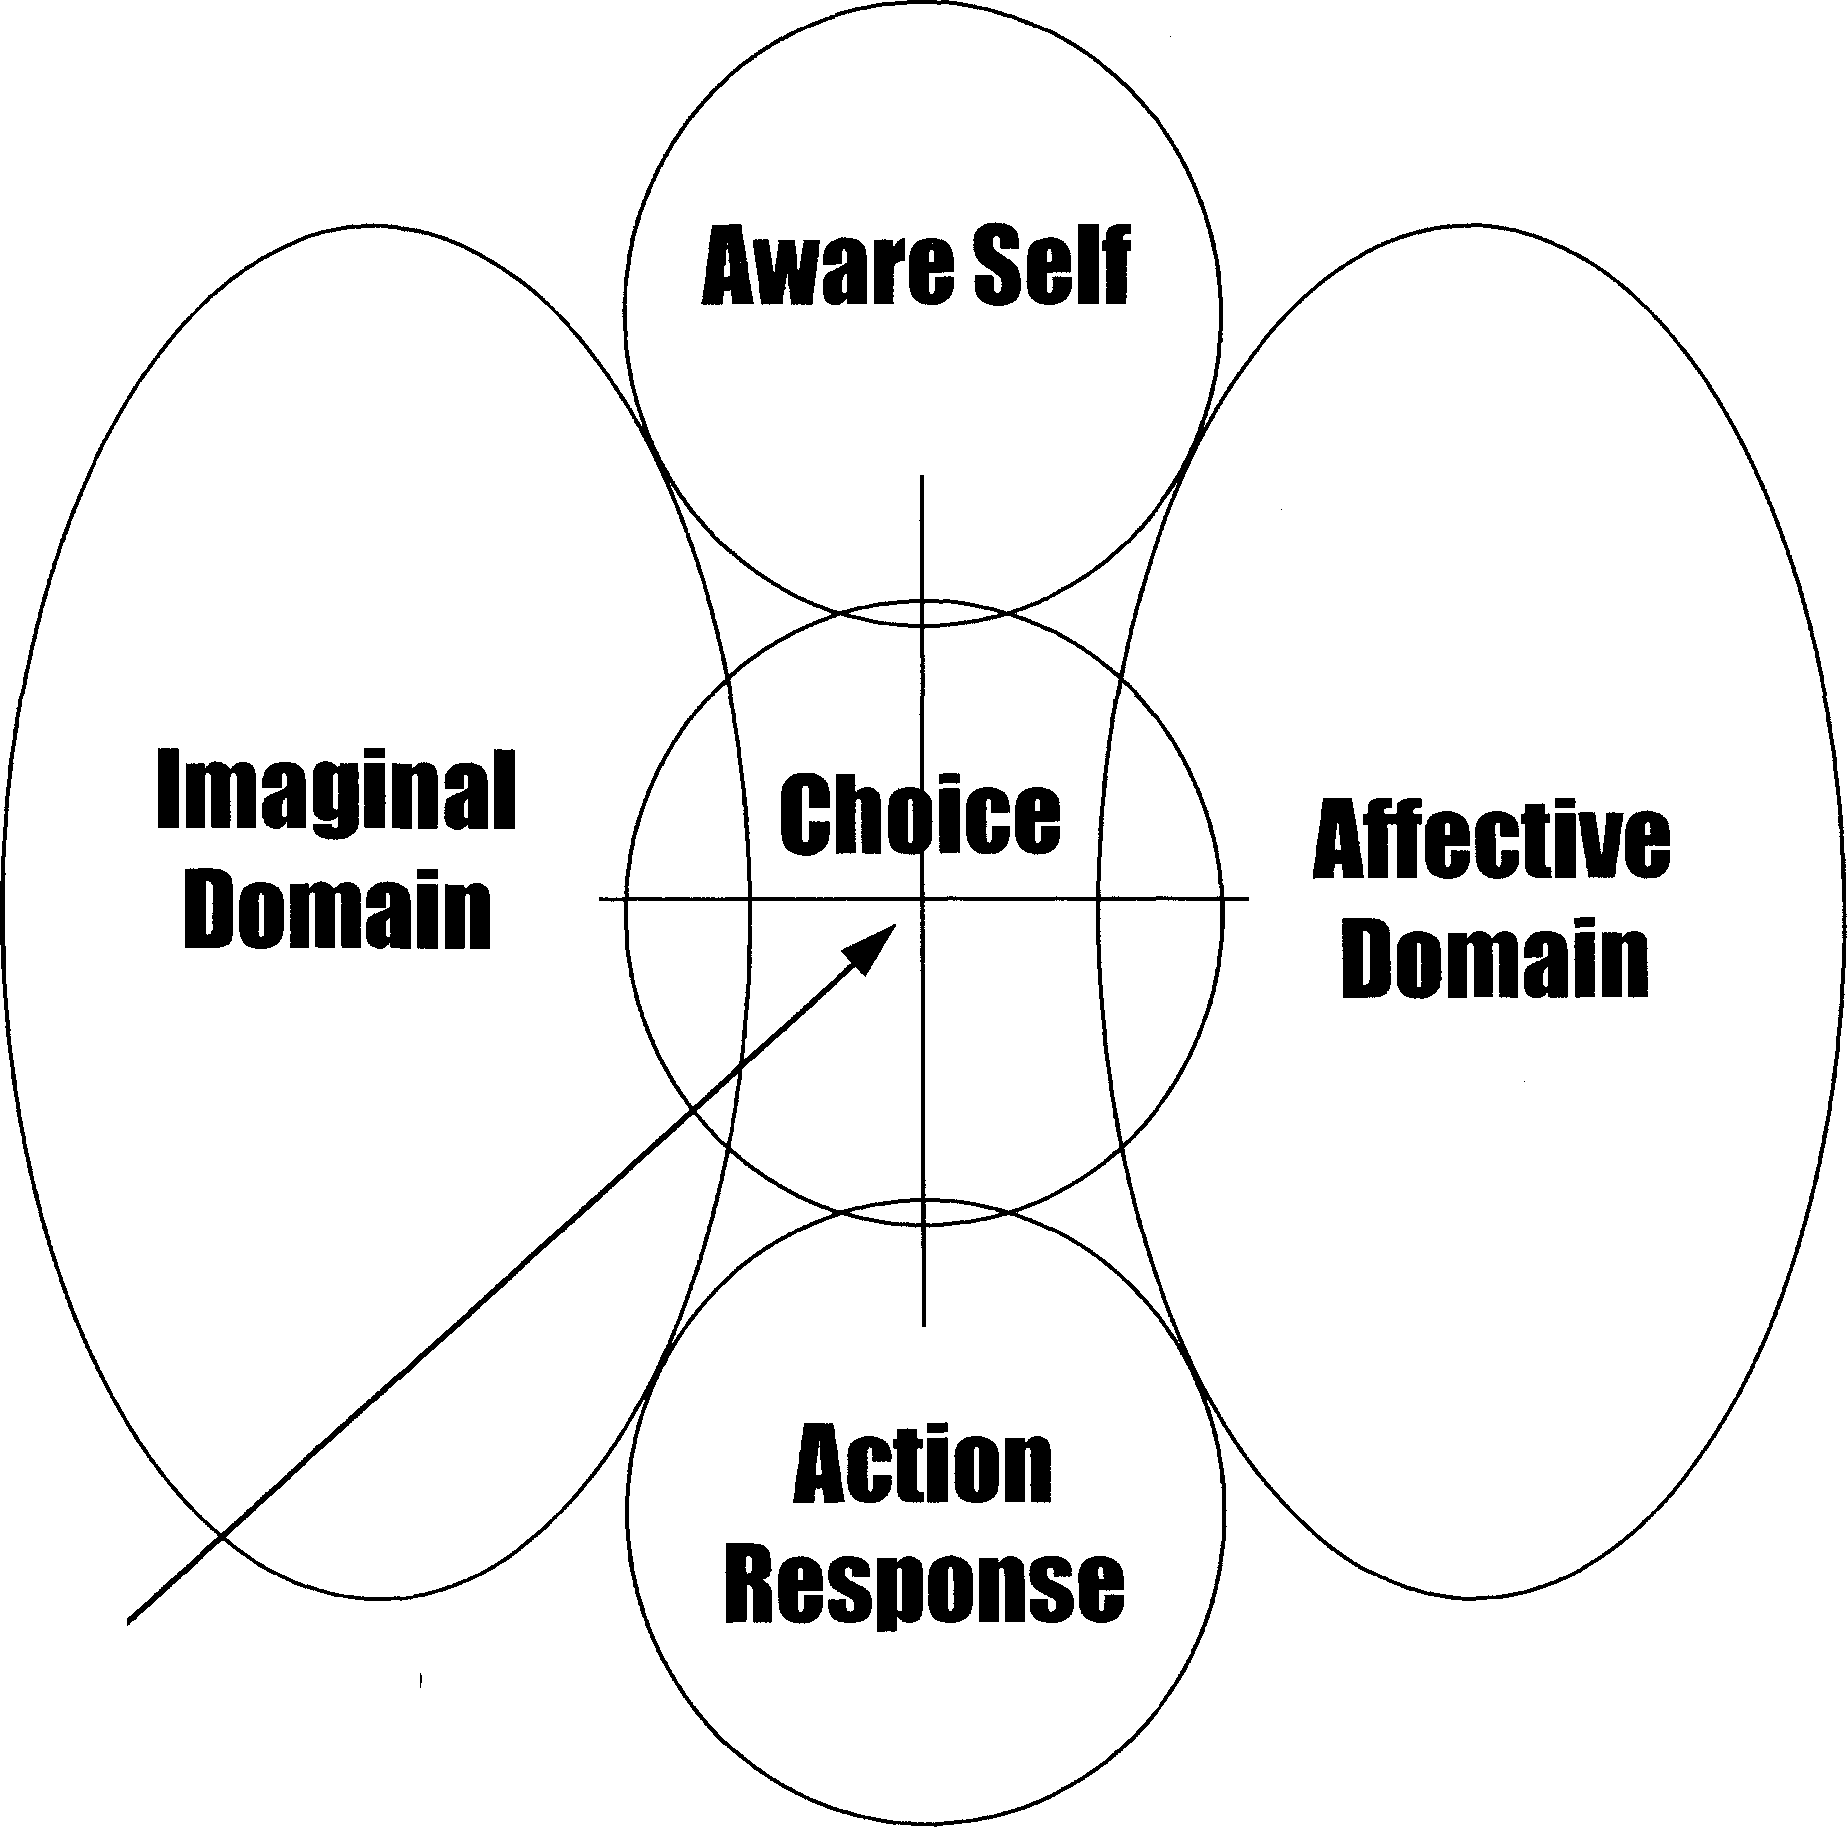 Aware Self
Imaginal
Domain
Choice
Affective
Domain
Action
Response